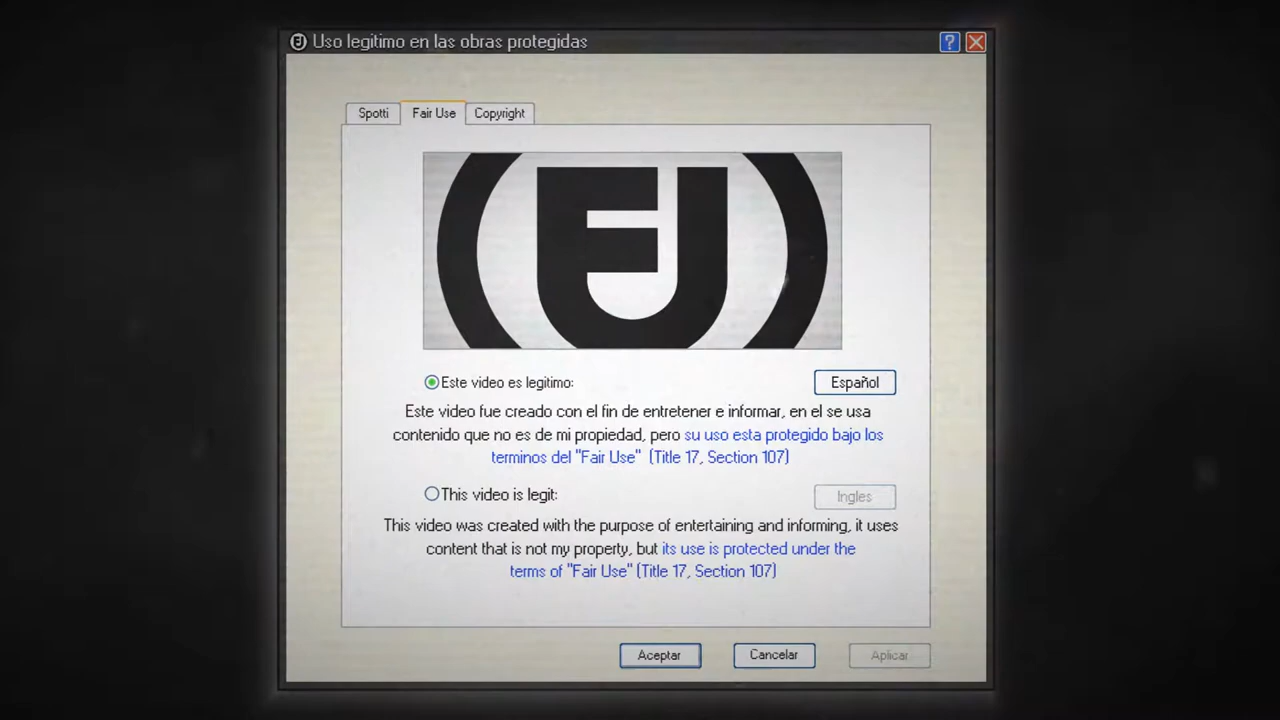 Uso legitimo en las obras protegidas
Spotti
Fair Use
Copyright
Este video es legitimo:
Español
Este video fue creado con el fin de entretener e informar, en el se usa
contenido que no es de mi propiedad, pero su uso esta protegido bajo los
terminos del "Fair Use" (Title 17, Section 107)
This video is legit:
Ingles
This video was created with the purpose of entertaining and informing, it uses
content that is not my property, but its use is protected under the
terms of "Fair Use" (Title 17, Section 107)
Aceptar
Cancelar
Aplicar